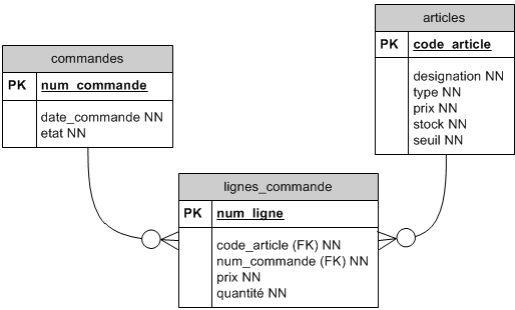 commandes
PK num_commande
date_commande NN
etat NN
articles
PK code_article
designation NN
type NN
prix NN
stock NN
seuil NN
lignes_commande
PK num_ligne
code_article (FK) NN
num_commande (FK) NN
prix NN
quantité NN